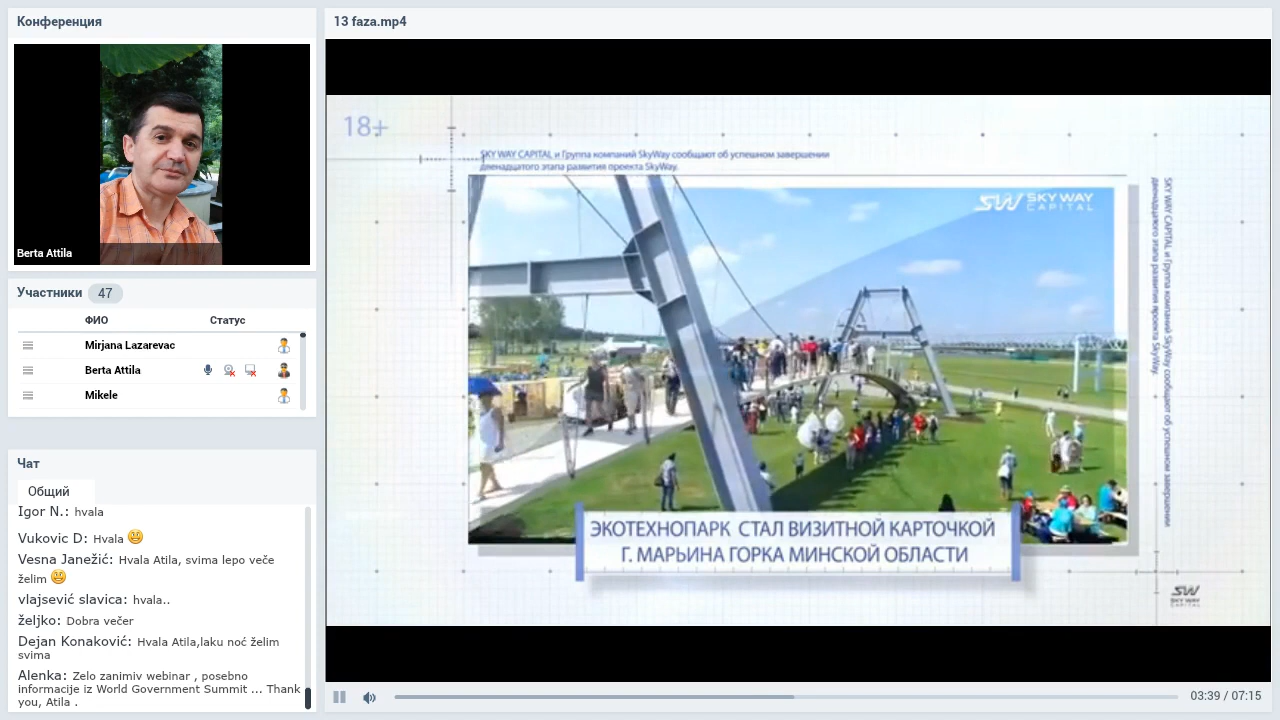 Конференция
Berta Attila
Участники 47
ФИО Статус
Mirjana Lazarevac
Berta Attila
Mikele
Чат
Общий
Igor N.: hvala
Vukovic D: Hvala
Vesna Janežić: Hvala Atila, svima lepo veče
želim
vlajsević slavica: hvala..
željko: Dobra večer
Dejan Konaković: Hvala Atila,laku noć želim
svima
Alenka: Zelo zanimiv webinar , posebno
informacije iz World Government Summit ... Thank
you, Atila .
13 faza.mp4
18+
SKY WAY CAPITAL и Группа компаний SkyWay сообщают об успешном завершении
двенадцатого этапа развития проекта SkyWay.
SW SKY WAY
CAPITAL
SKY WAY CAPITAL и Группа компаний SkyWay сообщают об успешном завершении
двенадцатого этапа развития проекта SkyWay.
ЭКОТЕХНОПАРК СТАЛ ВИЗИТНОЙ КАРТОЧКОЙ
Г. МАРЬИНА ГОРКА МИНСКОЙ ОБЛАСТИ
SW
SKY WAY
CAPITAL
03:39 / 07:15